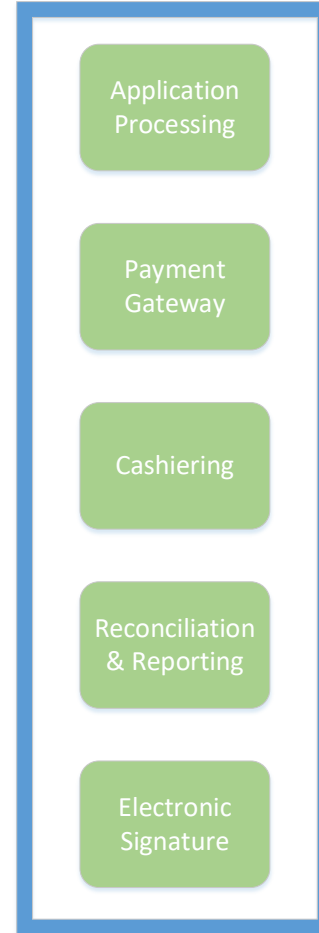 Application
Processing
Payment
Gateway
Cashiering
Reconciliation
& Reporting
Electronic
Signature